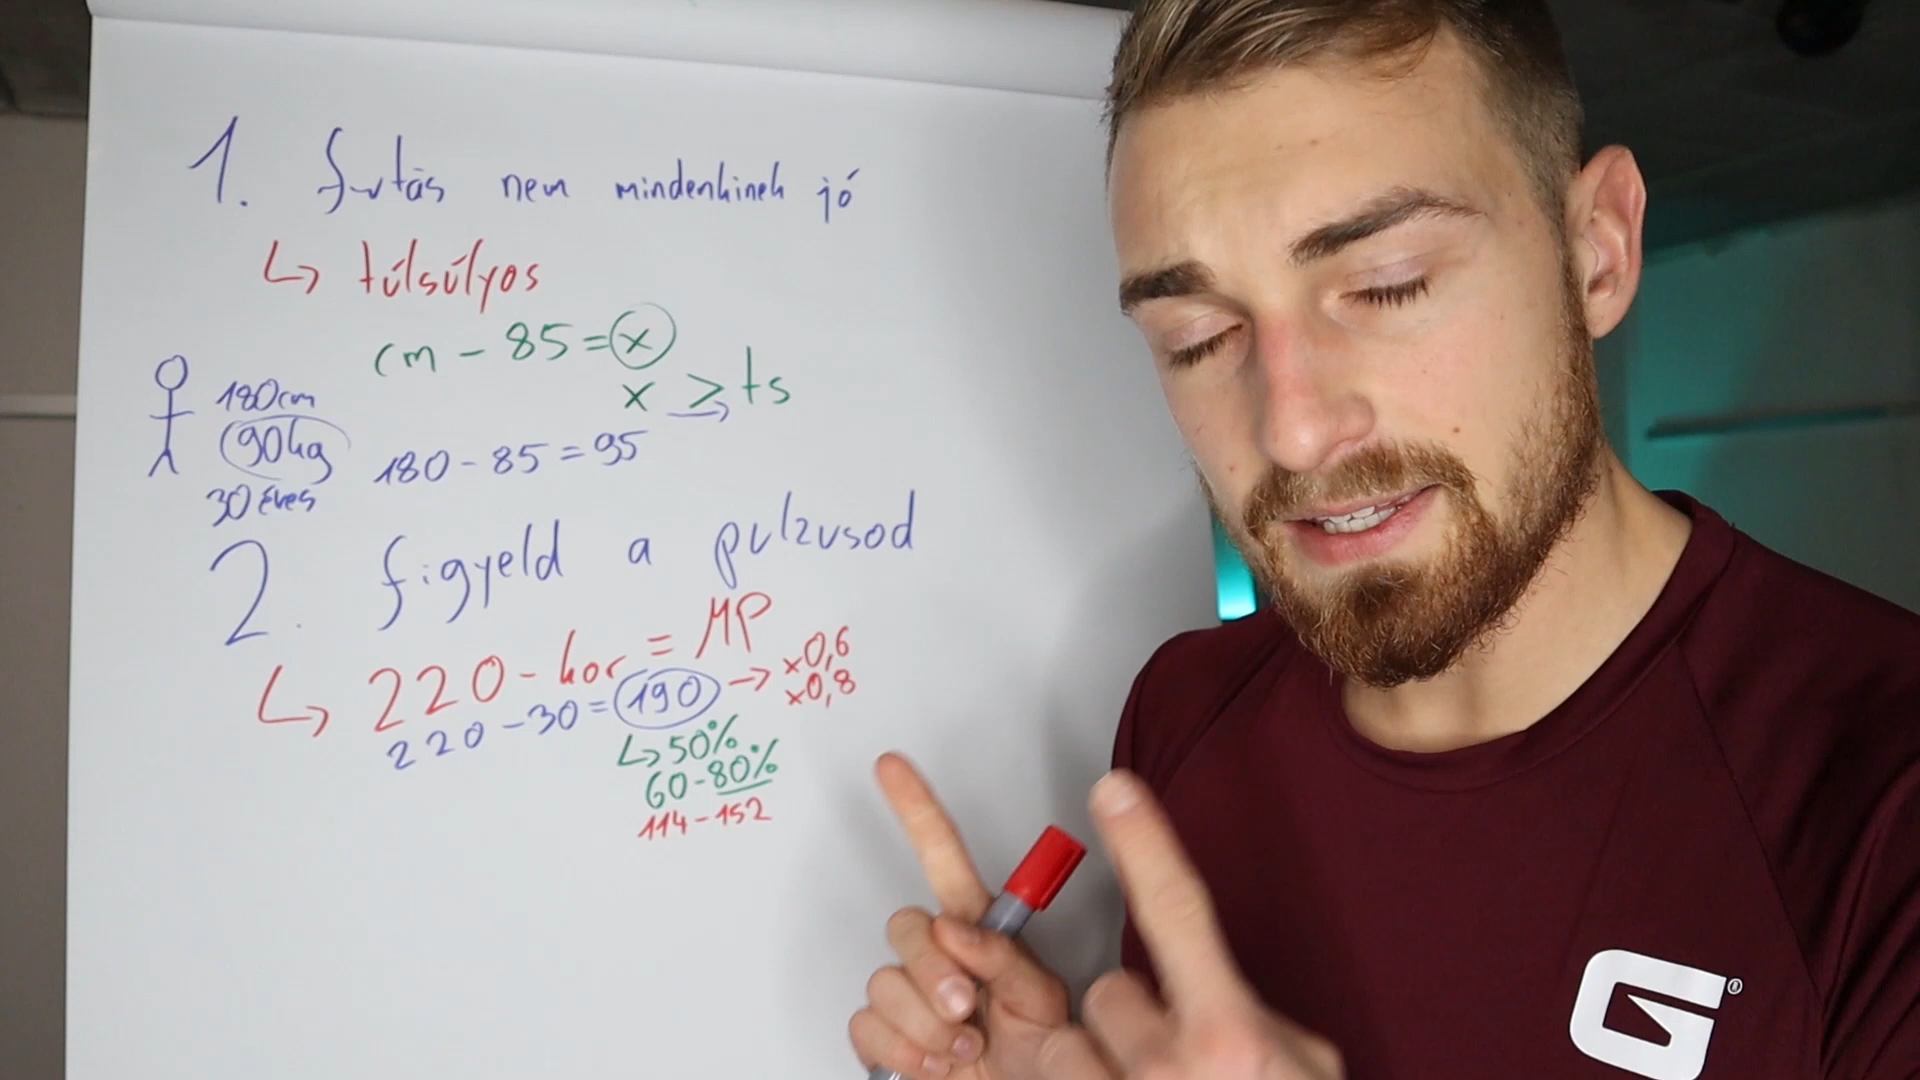 1. futás nem mindenkinek jó
↳ túlsúlyos
cm - 85 = x
x ≥ ts
180cm
90kg
30 éves
180 - 85 = 95
2. figyeld a pulzusod
↳ 220 - kor = MP
220 - 30 = 190 → x0,6
x0,8
↳ 50%
60 - 80%
114 - 152
G®